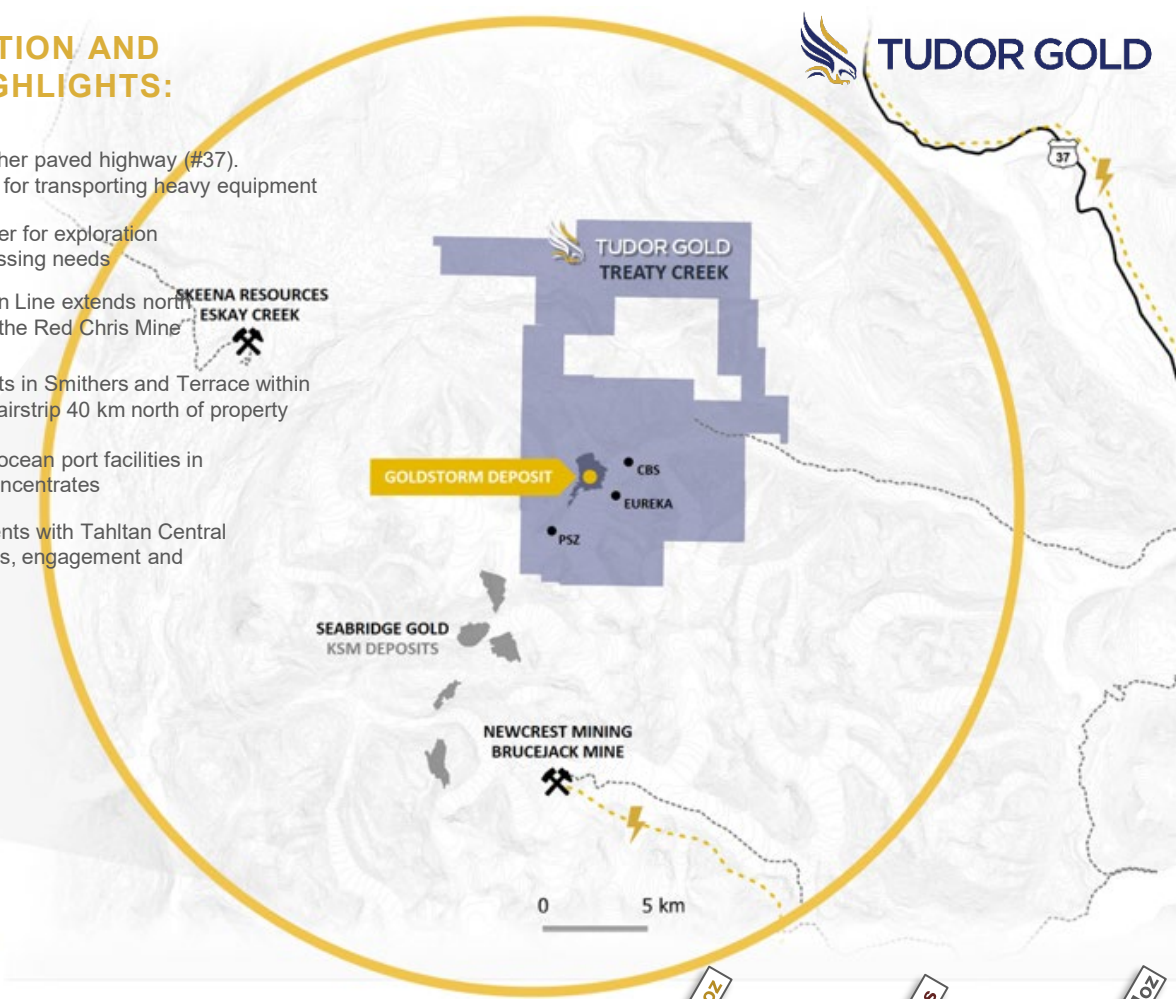 TION AND
GHLIGHTS:
TUDOR GOLD
her paved highway (#37).
for transporting heavy equipment
37
er for exploration
ssing needs
TUDOR GOLD
TREATY CREEK
n Line extends north
the Red Chris Mine
SKEENA RESOURCES
ESKAY CREEK
ts in Smithers and Terrace within
airstrip 40 km north of property
ocean port facilities in
ncentrates
GOLDSTORM DEPOSIT
CBS
EUREKA
PSZ
ents with Tahltan Central
s, engagement and
SEABRIDGE GOLD
KSM DEPOSITS
NEWCREST MINING
BRUCEJACK MINE
0 5 km
oz
s
oz